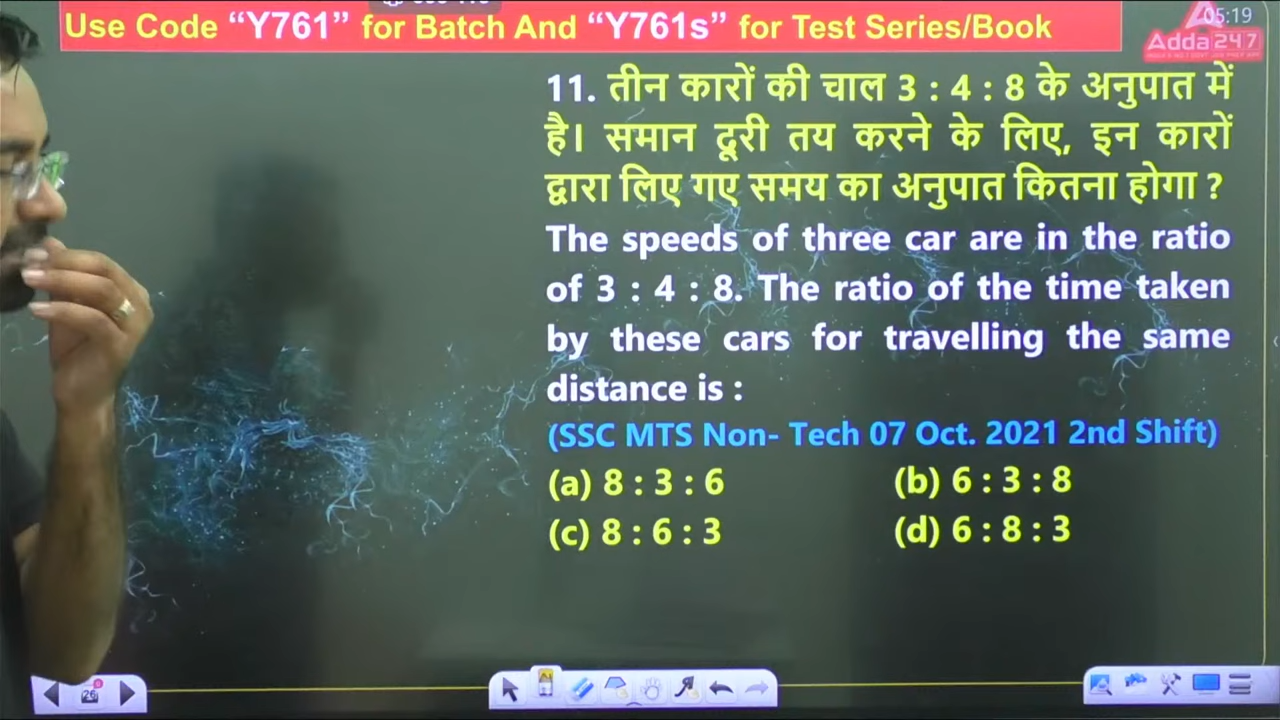 Use Code “Y761” for Batch And “Y761s” for Test Series/Book
05:19
Adda 247
11. तीन कारों की चाल 3 : 4 : 8 के अनुपात में
है। समान दूरी तय करने के लिए, इन कारों
द्वारा लिए गए समय का अनुपात कितना होगा ?
The speeds of three car are in the ratio
of 3 : 4 : 8. The ratio of the time taken
by these cars for travelling the same
distance is :
(SSC MTS Non- Tech 07 Oct. 2021 2nd Shift)
(a) 8 : 3 : 6 (b) 6 : 3 : 8
(c) 8 : 6 : 3 (d) 6 : 8 : 3
26